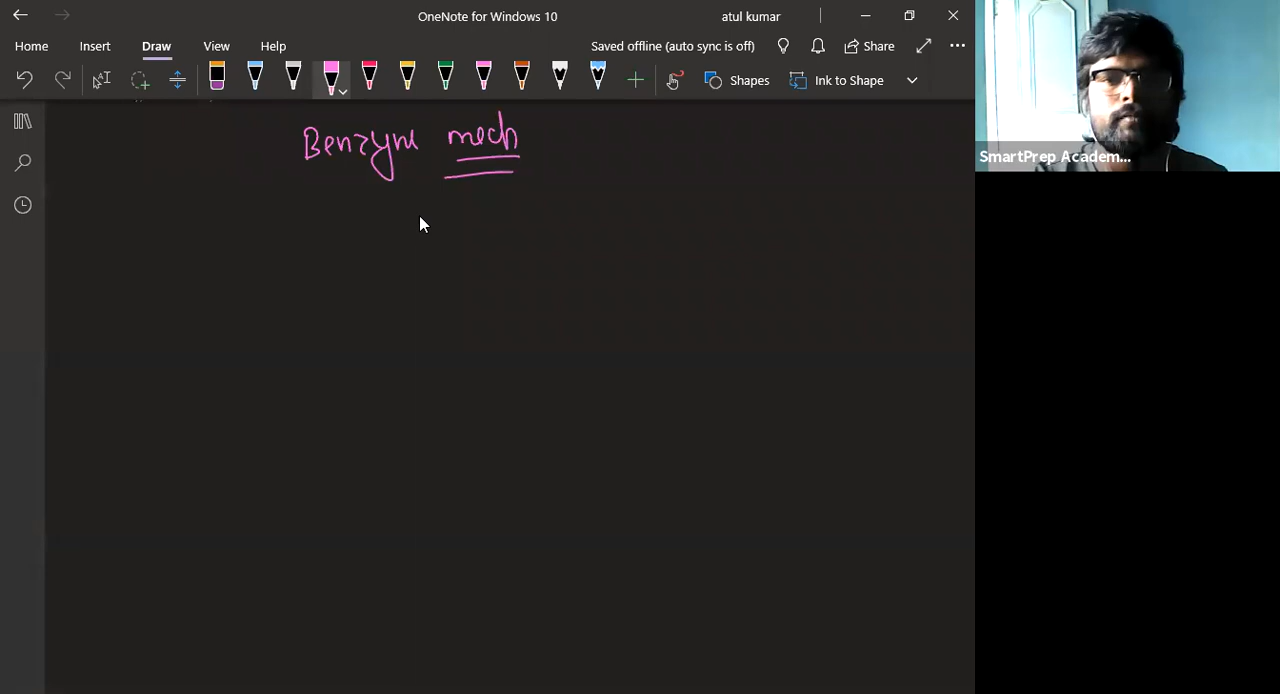 OneNote for Windows 10 atul kumar
Home Insert Draw View Help Saved offline (auto sync is off) Share
Shapes Ink to Shape
Benzyne mech
SmartPrep Academ...